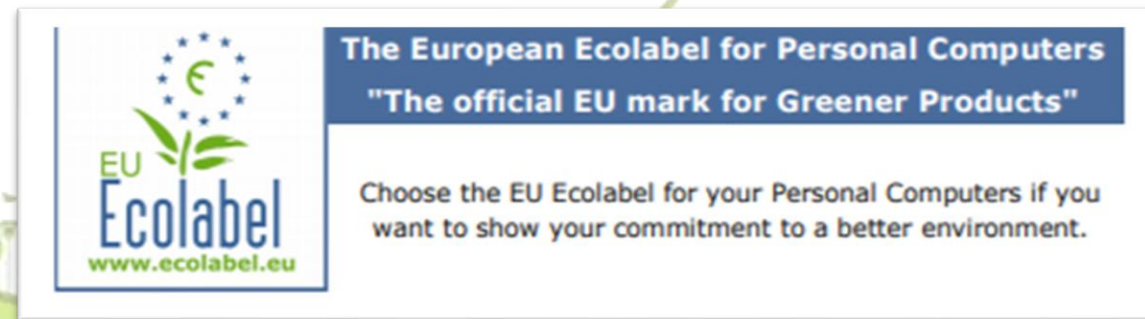 The European Ecolabel for Personal Computers
"The official EU mark for Greener Products"
EU
Ecolabel
www.ecolabel.eu
Choose the EU Ecolabel for your Personal Computers if you
want to show your commitment to a better environment.